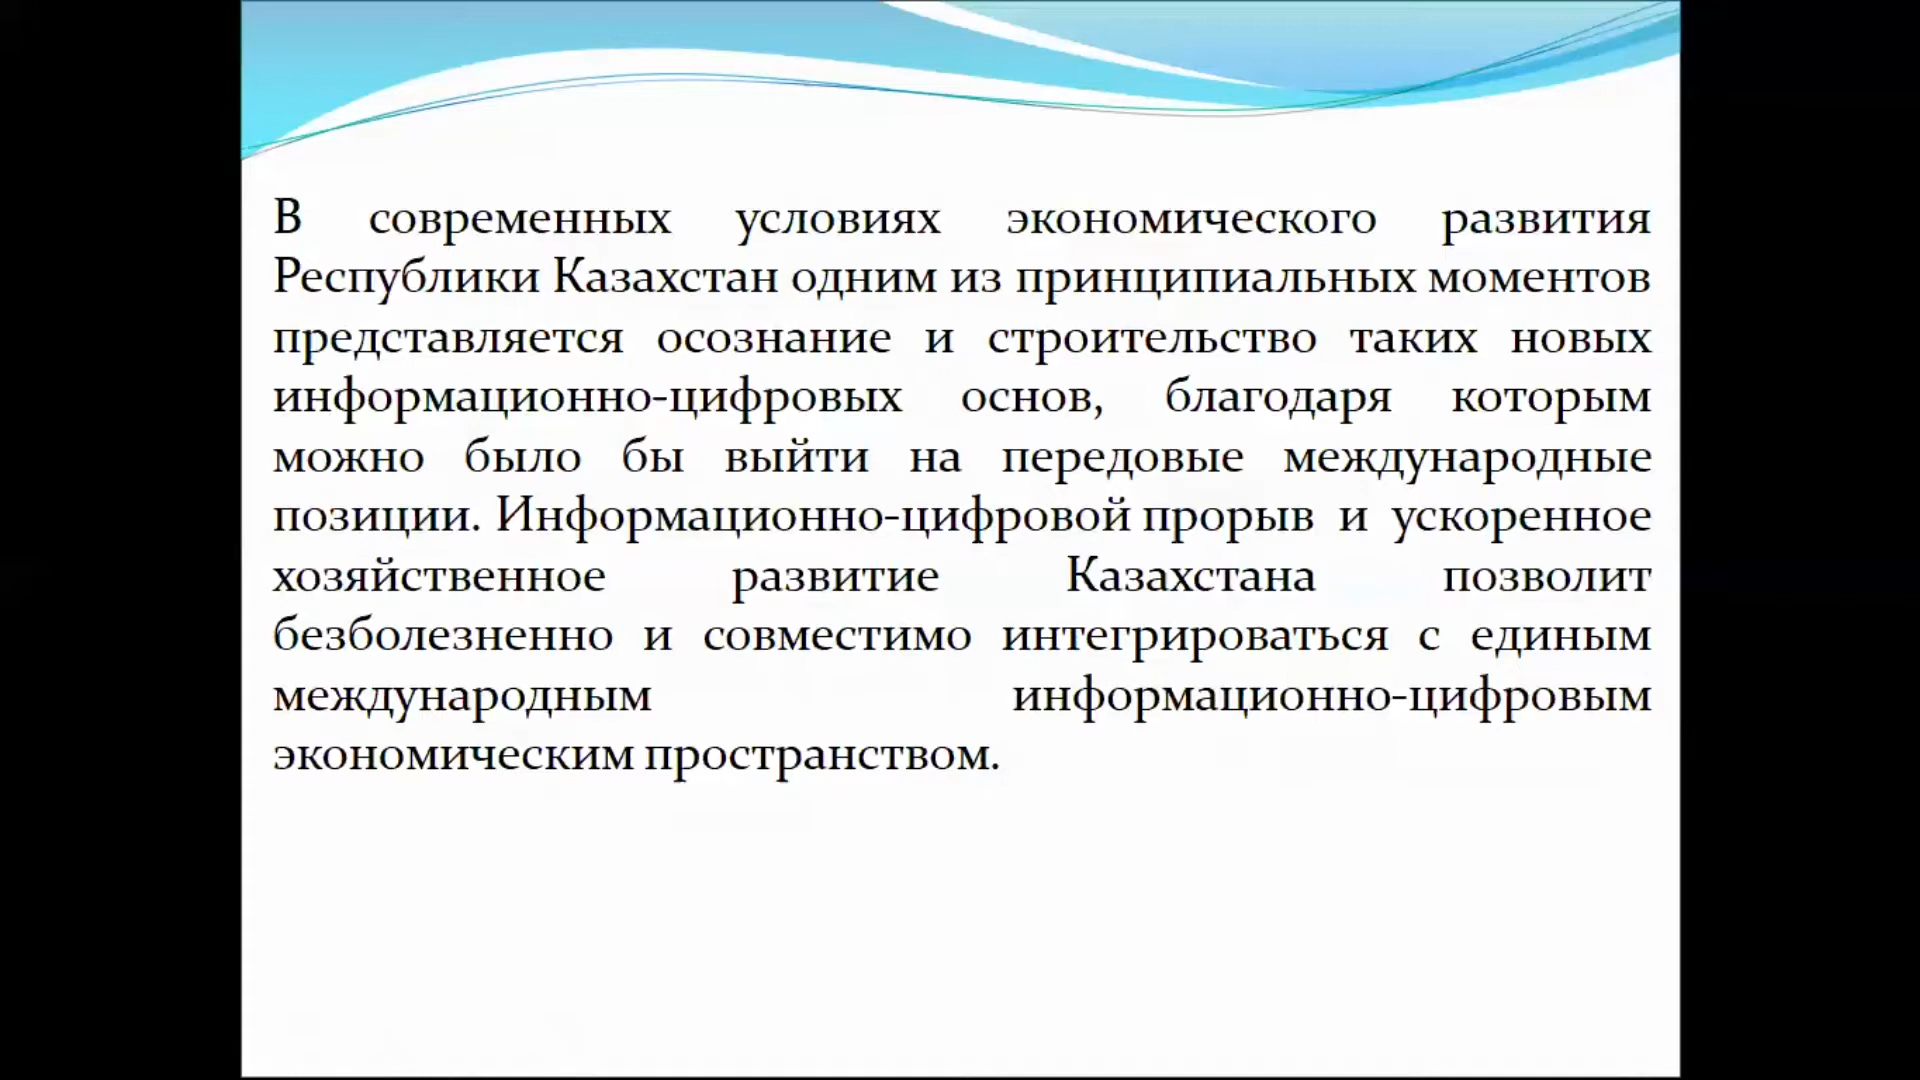 В современных условиях экономического развития
Республики Казахстан одним из принципиальных моментов
представляется осознание и строительство таких новых
информационно-цифровых основ, благодаря которым
можно было бы выйти на передовые международные
позиции. Информационно-цифровой прорыв и ускоренное
хозяйственное развитие Казахстана позволит
безболезненно и совместимо интегрироваться с единым
международным информационно-цифровым
экономическим пространством.